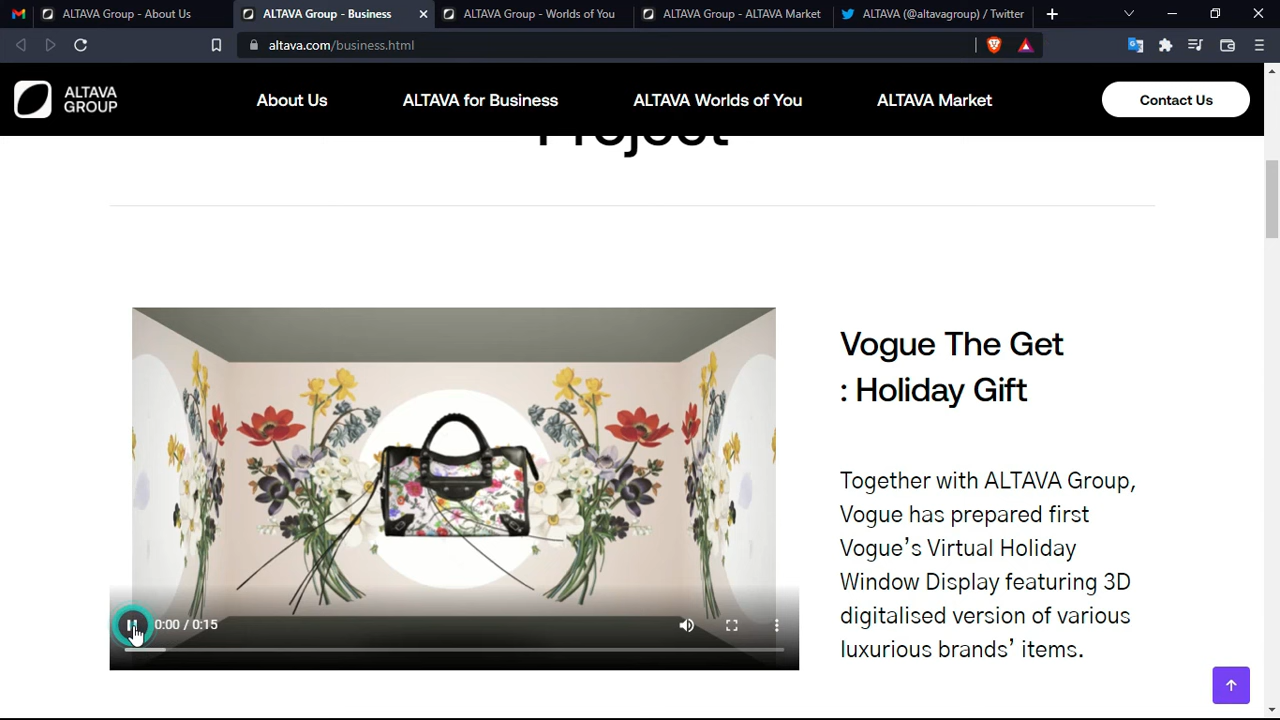 ALTAVA Group - About Us
ALTAVA Group - Business
ALTAVA Group - Worlds of You
ALTAVA Group - ALTAVA Market
ALTAVA (@altavagroup) / Twitter
altava.com/business.html
ALTAVA
GROUP
About Us
ALTAVA for Business
ALTAVA Worlds of You
ALTAVA Market
Contact Us
Project
Vogue The Get
: Holiday Gift
Together with ALTAVA Group,
Vogue has prepared first
Vogue’s Virtual Holiday
Window Display featuring 3D
digitalised version of various
luxurious brands’ items.
0:00 / 0:15